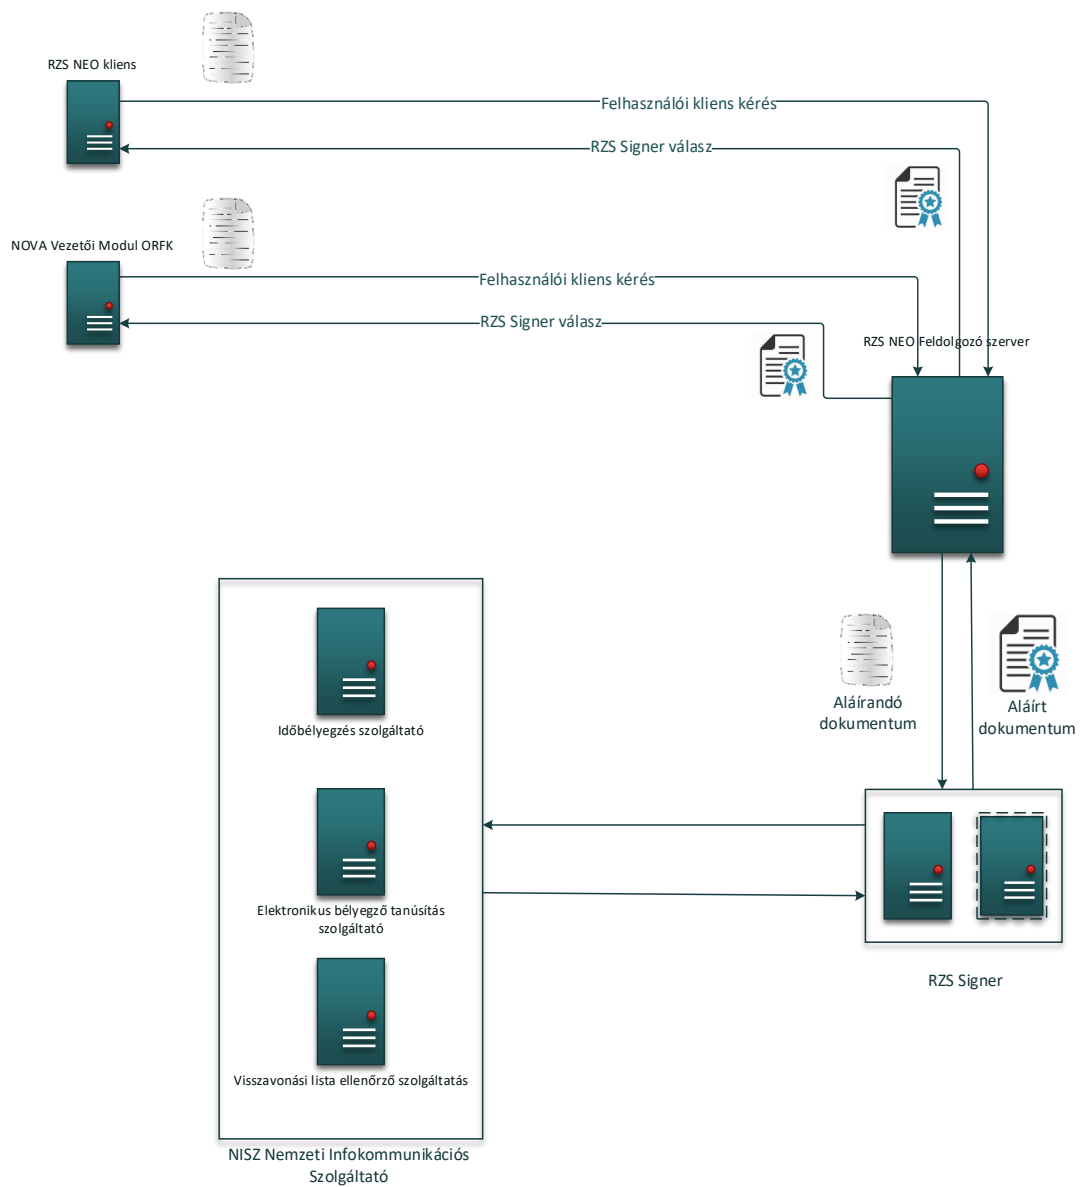 RZS NEO kliens
Felhasználói kliens kérés
RZS Signer válasz
NOVA Vezetői Modul ORFK
Felhasználói kliens kérés
RZS Signer válasz
RZS NEO Feldolgozó szerver
Aláírandó
dokumentum
Aláírt
dokumentum
Időbélyegzés szolgáltató
Elektronikus bélyegző tanúsítás
szolgáltató
RZS Signer
Visszavonási lista ellenőrző szolgáltatás
NISZ Nemzeti Infokommunikációs
Szolgáltató